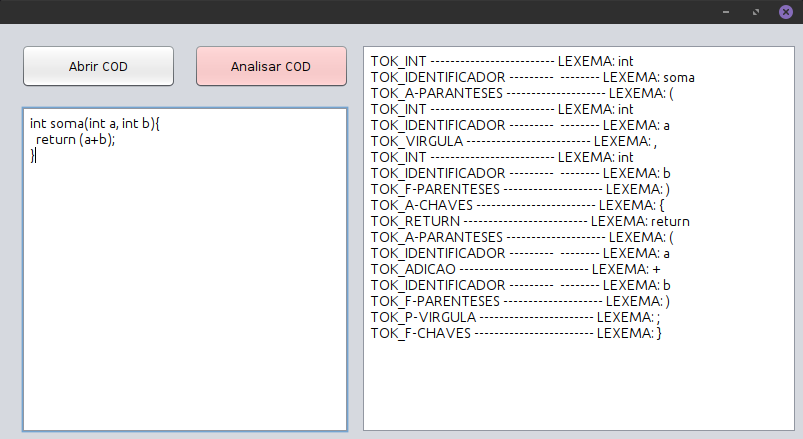 Abrir COD
Analisar COD
int soma(int a, int b){
return (a+b);
}
TOK_INT --------------------------- LEXEMA: int
TOK_IDENTIFICADOR ---------- --------- LEXEMA: soma
TOK_A-PARANTESES ---------------------- LEXEMA: (
TOK_INT --------------------------- LEXEMA: int
TOK_IDENTIFICADOR ---------- --------- LEXEMA: a
TOK_VIRGULA --------------------------- LEXEMA: ,
TOK_INT --------------------------- LEXEMA: int
TOK_IDENTIFICADOR ---------- --------- LEXEMA: b
TOK_F-PARENTESES ---------------------- LEXEMA: )
TOK_A-CHAVES -------------------------- LEXEMA: {
TOK_RETURN --------------------------- LEXEMA: return
TOK_A-PARANTESES ---------------------- LEXEMA: (
TOK_IDENTIFICADOR ---------- --------- LEXEMA: a
TOK_ADICAO ---------------------------- LEXEMA: +
TOK_IDENTIFICADOR ---------- --------- LEXEMA: b
TOK_F-PARENTESES ---------------------- LEXEMA: )
TOK_P-VIRGULA ------------------------- LEXEMA: ;
TOK_F-CHAVES -------------------------- LEXEMA: }